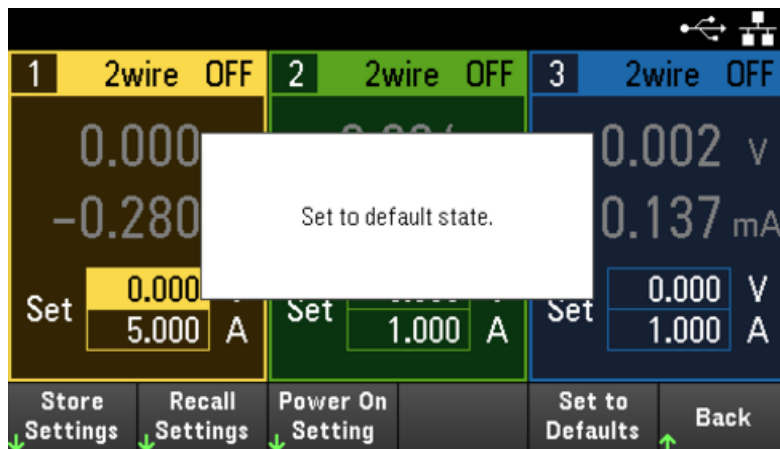 1 2wire OFF 2 2wire OFF 3 2wire OFF
0.000 0.002 V
-0.280 0.137 mA
Set to default state.
Set 0.000 Set Set 0.000 V
5.000 A 1.000 A 1.000 A
Store Settings Recall Settings Power On Setting Set to Defaults Back